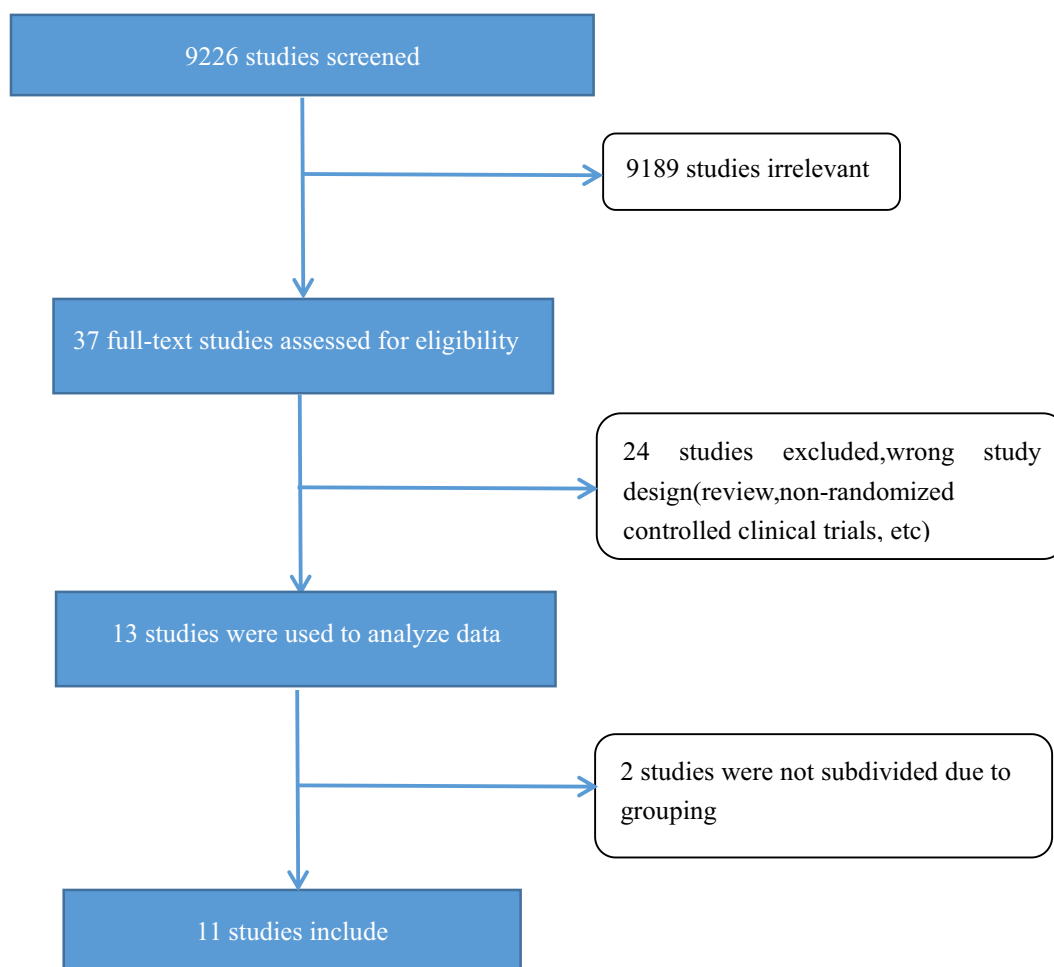 9226 studies screened
9189 studies irrelevant
37 full-text studies assessed for eligibility
24 studies excluded,wrong study
design(review,non-randomized
controlled clinical trials, etc)
13 studies were used to analyze data
2 studies were not subdivided due to
grouping
11 studies include